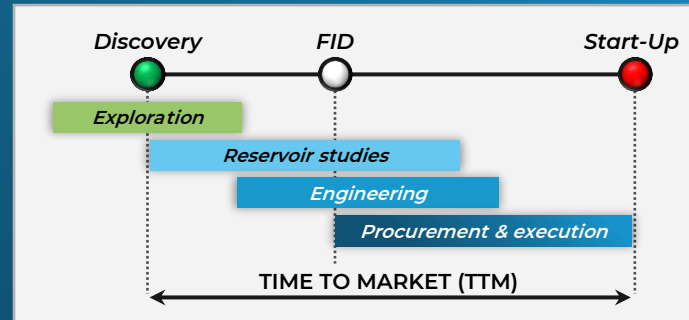 Discovery FID Start-Up
Exploration
Reservoir studies
Engineering
Procurement & execution
TIME TO MARKET (TTM)